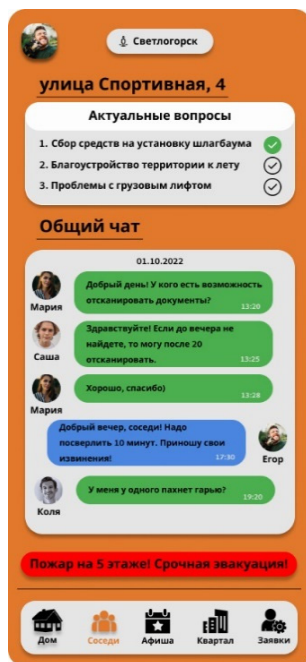 Светлогорск
улица Спортивная, 4
Актуальные вопросы
1. Сбор средств на установку шлагбаума
2. Благоустройство территории к лету
3. Проблемы с грузовым лифтом
Общий чат
01.10.2022
Добрый день! У кого есть возможность
отсканировать документы?
13:20
Мария
Здравствуйте! Если до вечера не
найдете, то могу после 20
отсканировать.
13:25
Саша
Хорошо, спасибо)
13:28
Мария
Добрый вечер, соседи! Надо
посверлить 10 минут. Приношу свои
извинения!
17:30
Егор
У меня у одного пахнет гарью?
19:20
Коля
Пожар на 5 этаже! Срочная эвакуация!
Дом Соседи Афиша Квартал Заявки